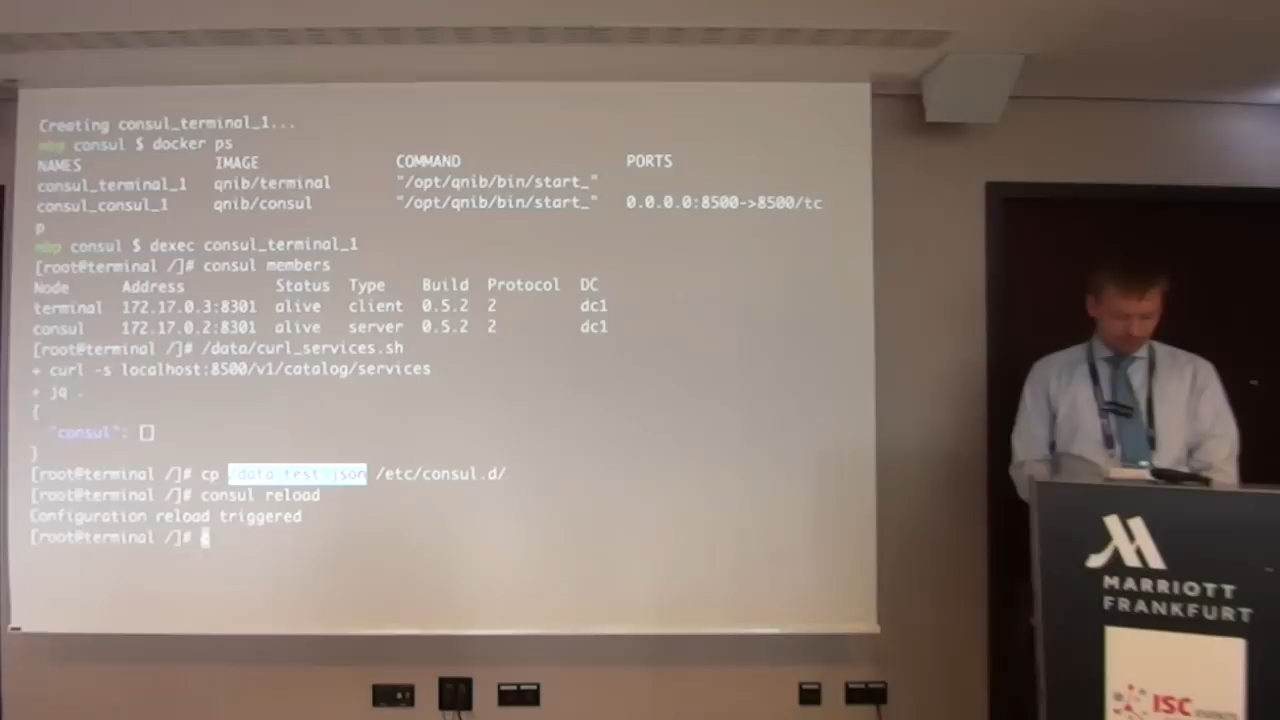 Creating consul_terminal_1...
mbp consul $ docker ps
NAMES IMAGE COMMAND PORTS
consul_terminal_1 qnib/terminal "/opt/qnib/bin/start_"
consul_consul_1 qnib/consul "/opt/qnib/bin/start_" 0.0.0.0:8500->8500/tc
p
mbp consul $ dexec consul_terminal_1
[root@terminal /]# consul members
Node Address Status Type Build Protocol DC
terminal 172.17.0.3:8301 alive client 0.5.2 2 dc1
consul 172.17.0.2:8301 alive server 0.5.2 2 dc1
[root@terminal /]# /data/curl_services.sh
+ curl -s localhost:8500/v1/catalog/services
+ jq .
{
"consul": []
}
[root@terminal /]# cp /data/test.json /etc/consul.d/
[root@terminal /]# consul reload
Configuration reload triggered
[root@terminal /]#
MARRIOTT
FRANKFURT
ISC